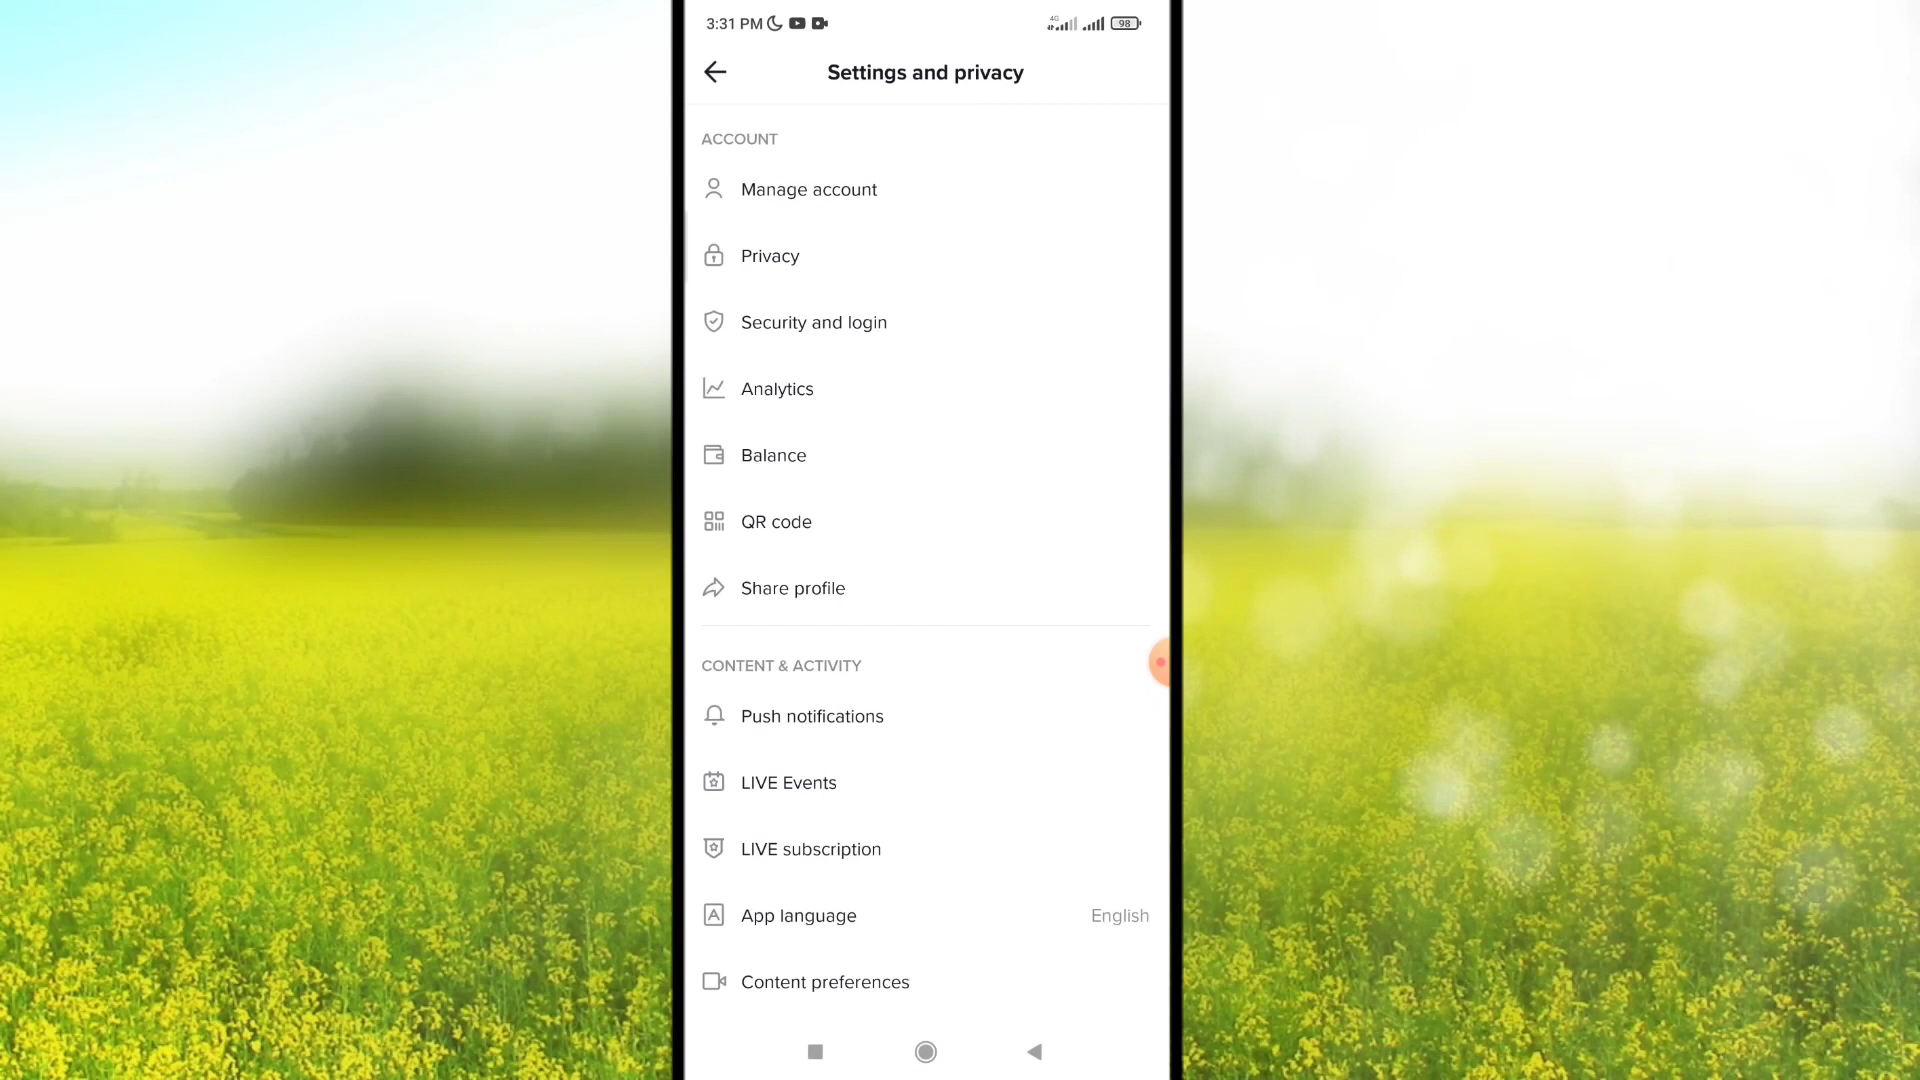 3:31 PM
4G
98
Settings and privacy
ACCOUNT
Manage account
Privacy
Security and login
Analytics
Balance
QR code
Share profile
CONTENT & ACTIVITY
Push notifications
LIVE Events
LIVE subscription
App language English
Content preferences